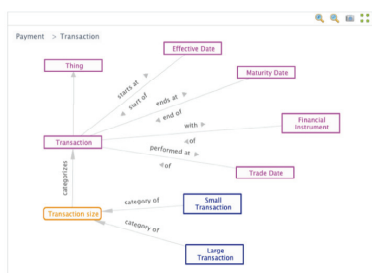 Payment > Transaction
Effective Date
Thing
Maturity Date
starts at
start of
ends at
end of
Financial
Instrument
with
of
Transaction
performed at
of
Trade Date
categorizes
Small
Transaction
category of
Transaction size
category of
Large
Transaction